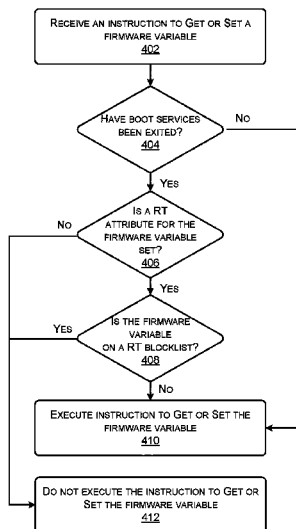 RECEIVE AN INSTRUCTION TO GET OR SET A
FIRMWARE VARIABLE
402
HAVE BOOT SERVICES
BEEN EXITED?
404
NO
YES
IS A RT
ATTRIBUTE FOR THE
FIRMWARE VARIABLE
SET?
406
NO
YES
IS THE FIRMWARE
VARIABLE
ON A RT BLOCKLIST?
408
YES
NO
EXECUTE INSTRUCTION TO GET OR SET THE
FIRMWARE VARIABLE
410
DO NOT EXECUTE THE INSTRUCTION TO GET OR
SET THE FIRMWARE VARIABLE
412